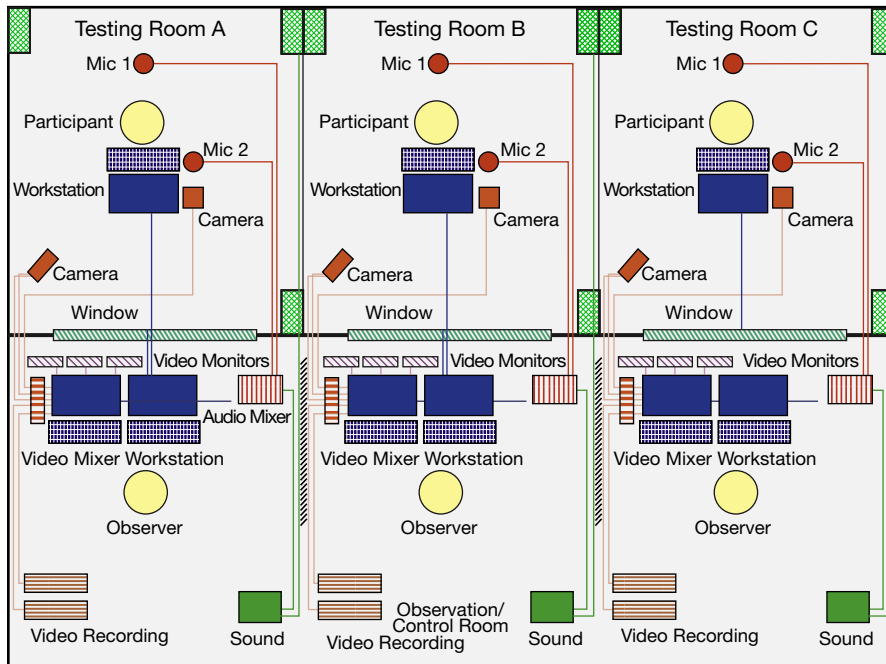 Testing Room A
Mic 1
Participant
Mic 2
Workstation
Camera
Camera
Window
Video Monitors
Audio Mixer
Video Mixer Workstation
Observer
Video Recording
Sound
Testing Room B
Mic 1
Participant
Mic 2
Workstation
Camera
Camera
Window
Video Monitors
Video Mixer Workstation
Observer
Observation/
Control Room
Video Recording
Sound
Testing Room C
Mic 1
Participant
Mic 2
Workstation
Camera
Camera
Window
Video Monitors
Video Mixer Workstation
Observer
Video Recording
Sound